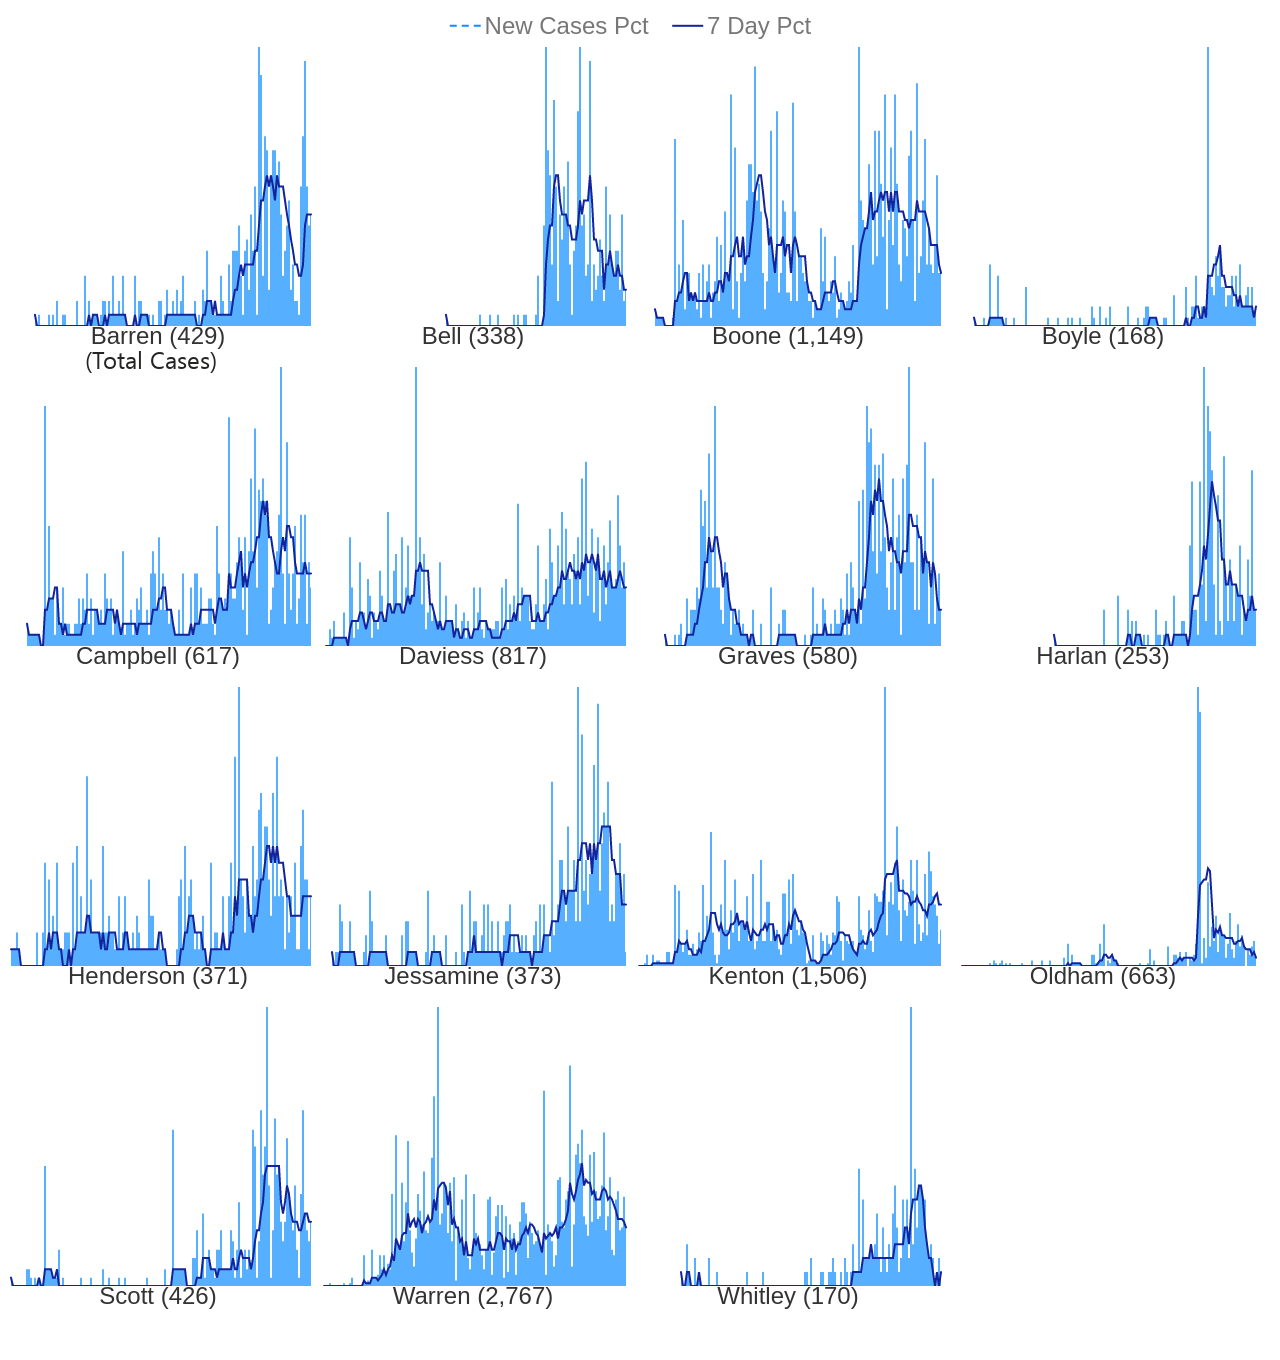 New Cases Pct 7 Day Pct
Barren (429) Bell (338) Boone (1,149) Boyle (168)
(Total Cases)
Campbell (617) Daviess (817) Graves (580) Harlan (253)
Henderson (371) Jessamine (373) Kenton (1,506) Oldham (663)
Scott (426) Warren (2,767) Whitley (170)